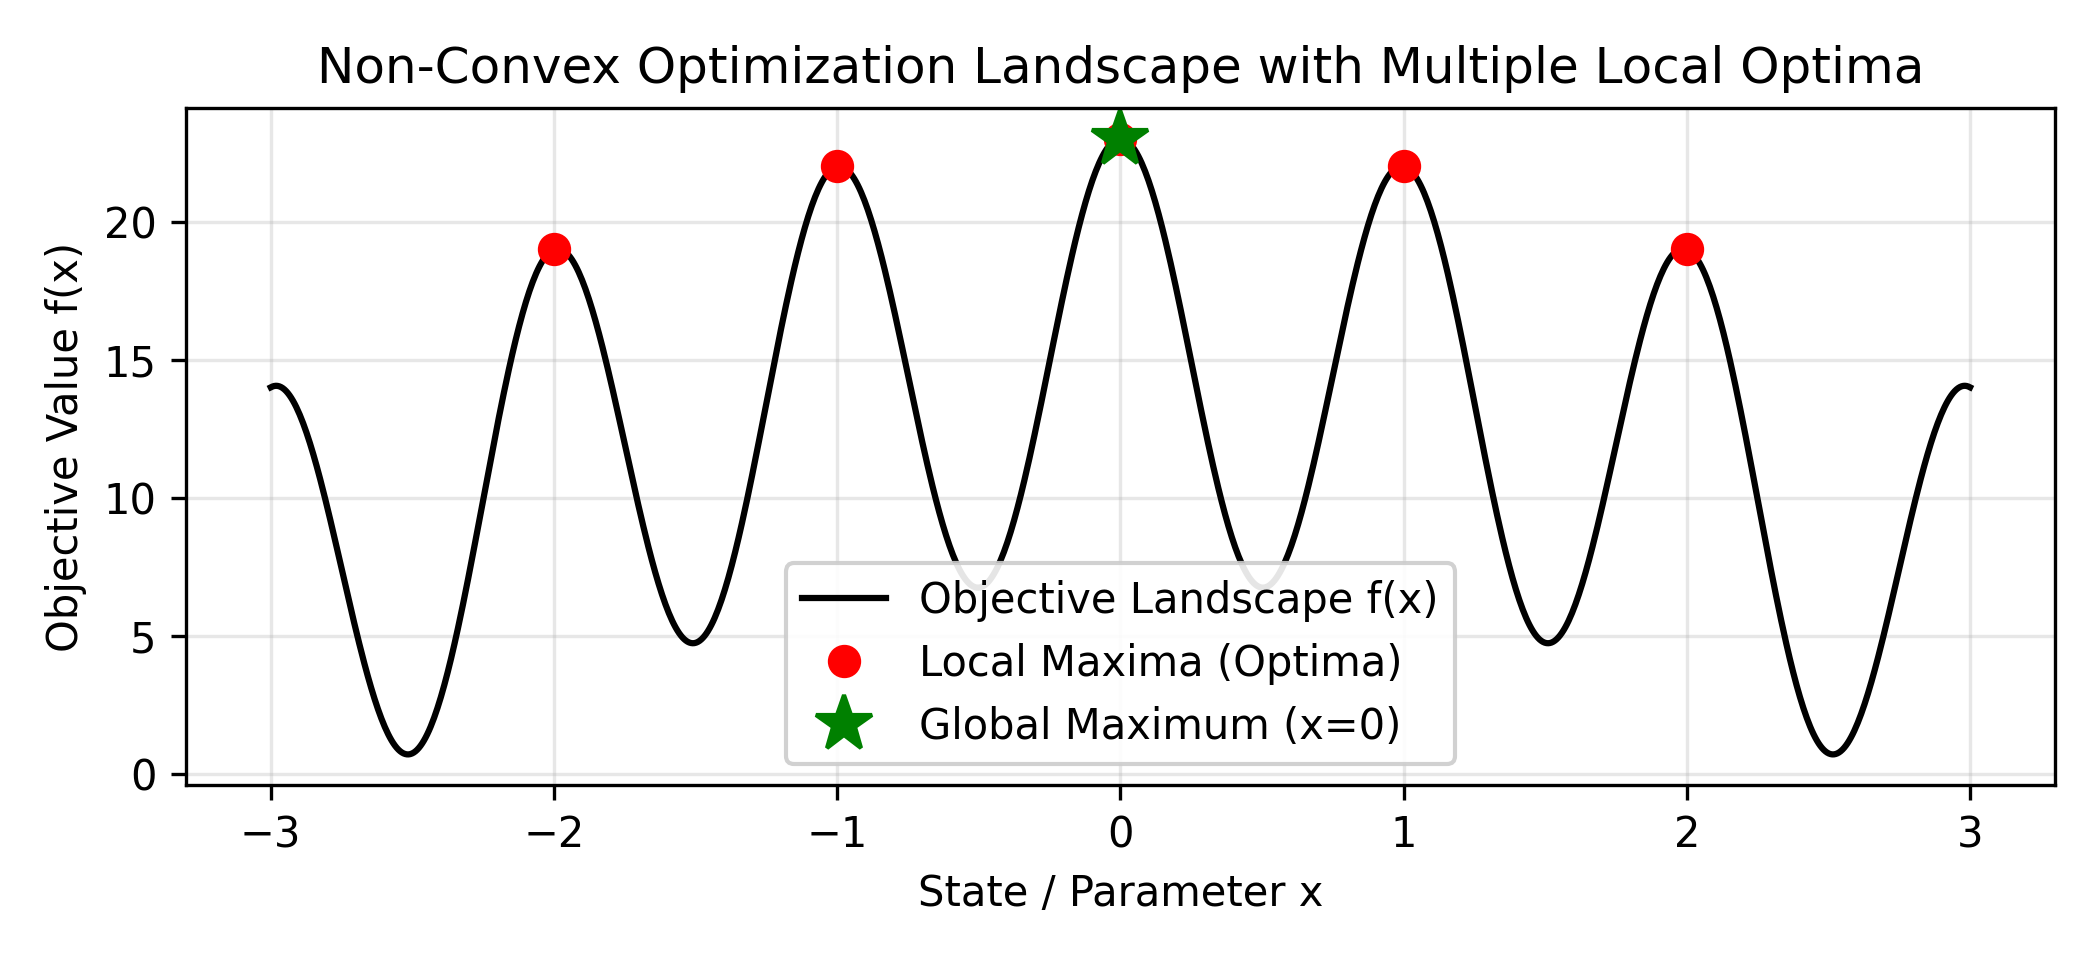 Non-Convex Optimization Landscape with Multiple Local Optima
Objective Value f(x)
20
15
10
5
0
Objective Landscape f(x)
Local Maxima (Optima)
Global Maximum (x=0)
−3 −2 −1 0 1 2 3
State / Parameter x